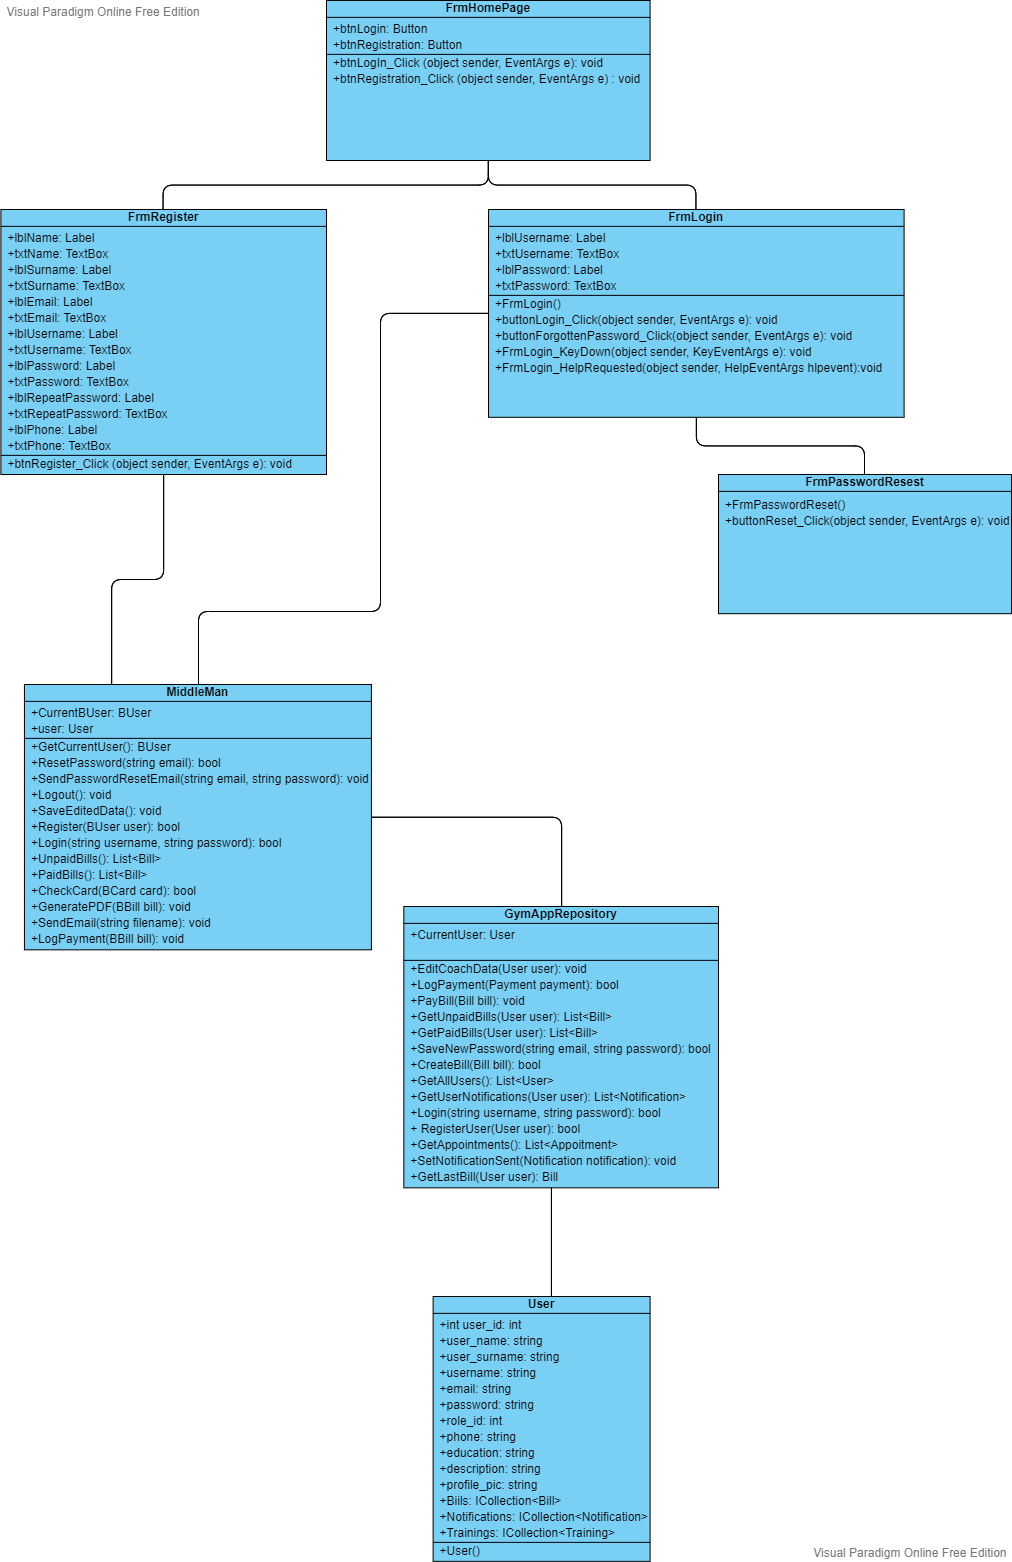 Visual Paradigm Online Free Edition
FrmHomePage
+btnLogin: Button
+btnRegistration: Button
+btnLogIn_Click (object sender, EventArgs e): void
+btnRegistration_Click (object sender, EventArgs e) : void
FrmRegister
+lblName: Label
+txtName: TextBox
+lblSurname: Label
+txtSurname: TextBox
+lblEmail: Label
+txtEmail: TextBox
+lblUsername: Label
+txtUsername: TextBox
+lblPassword: Label
+txtPassword: TextBox
+lblRepeatPassword: Label
+txtRepeatPassword: TextBox
+lblPhone: Label
+txtPhone: TextBox
+btnRegister_Click (object sender, EventArgs e): void
FrmLogin
+lblUsername: Label
+txtUsername: TextBox
+lblPassword: Label
+txtPassword: TextBox
+FrmLogin()
+buttonLogin_Click(object sender, EventArgs e): void
+buttonForgottenPassword_Click(object sender, EventArgs e): void
+FrmLogin_KeyDown(object sender, KeyEventArgs e): void
+FrmLogin_HelpRequested(object sender, HelpEventArgs hlpevent):void
FrmPasswordResest
+FrmPasswordReset()
+buttonReset_Click(object sender, EventArgs e): void
MiddleMan
+CurrentBUser: BUser
+user: User
+GetCurrentUser(): BUser
+ResetPassword(string email): bool
+SendPasswordResetEmail(string email, string password): void
+Logout(): void
+SaveEditedData(): void
+Register(BUser user): bool
+Login(string username, string password): bool
+UnpaidBills(): List<Bill>
+PaidBills(): List<Bill>
+CheckCard(BCard card): bool
+GeneratePDF(BBill bill): void
+SendEmail(string filename): void
+LogPayment(BBill bill): void
GymAppRepository
+CurrentUser: User
+EditCoachData(User user): void
+LogPayment(Payment payment): bool
+PayBill(Bill bill): void
+GetUnpaidBills(User user): List<Bill>
+GetPaidBills(User user): List<Bill>
+SaveNewPassword(string email, string password): bool
+CreateBill(Bill bill): bool
+GetAllUsers(): List<User>
+GetUserNotifications(User user): List<Notification>
+Login(string username, string password): bool
+ RegisterUser(User user): bool
+GetAppointments(): List<Appoitment>
+SetNotificationSent(Notification notification): void
+GetLastBill(User user): Bill
User
+int user_id: int
+user_name: string
+user_surname: string
+username: string
+email: string
+password: string
+role_id: int
+phone: string
+education: string
+description: string
+profile_pic: string
+Biils: ICollection<Bill>
+Notifications: ICollection<Notification>
+Trainings: ICollection<Training>
+User()
Visual Paradigm Online Free Edition